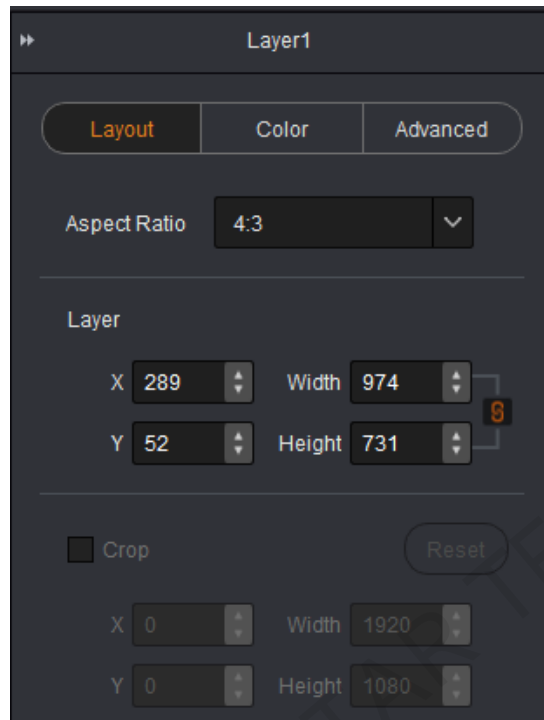 Layer1
Layout Color Advanced
Aspect Ratio 4:3
Layer
X 289 Width 974
Y 52 Height 731
Crop Reset
X 0 Width 1920
Y 0 Height 1080